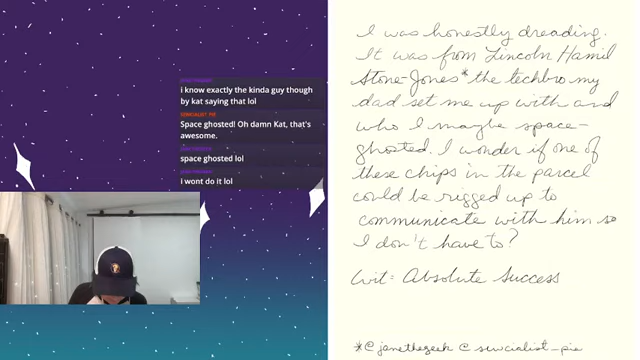 i know exactly the kinda guy though
by kat saying that lol
Space ghosted! Oh damn Kat, that's
awesome.
space ghosted lol
i wont do it lol
I was honestly dreading.
It was from Lincoln Hamil
Stone-Jones* the techbro my
dad set me up with and
who I maybe space-
ghosted. I wonder if one of
these chips in the parcel
could be rigged up to
communicate with him so
I don't have to?
Wit: Absolute Success
*@janethegeek @sewcialist_pie